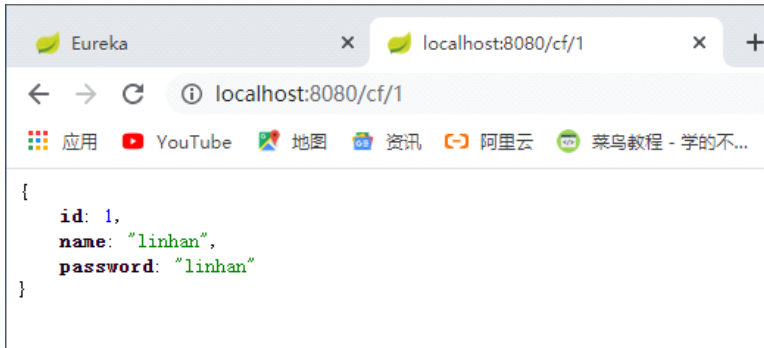 Eureka
localhost:8080/cf/1
localhost:8080/cf/1
应用 YouTube 地图 资讯 阿里云 菜鸟教程 - 学的不...
{
id: 1,
name: "linhan",
password: "linhan"
}